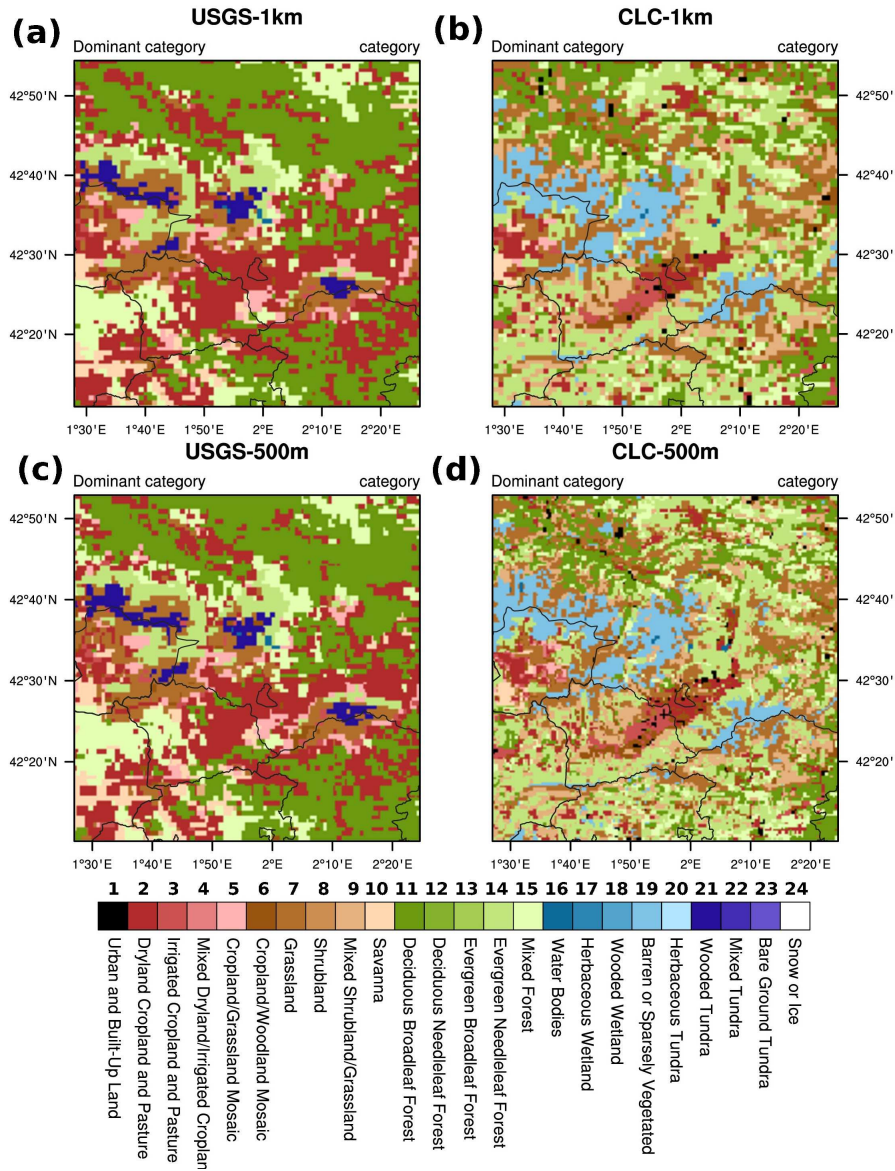 (a) USGS-1km
Dominant category category
42°50'N
42°40'N
42°30'N
42°20'N
1°30'E 1°40'E 1°50'E 2°E 2°10'E 2°20'E
(b) CLC-1km
Dominant category category
42°50'
42°40'
42°30'
42°20'
1°30'E 1°40'E 1°50'E 2°E 2°10'E 2°20'E
(c) USGS-500m
Dominant category category
42°50'N
42°40'N
42°30'N
42°20'N
1°30'E 1°40'E 1°50'E 2°E 2°10'E 2°20'E
(d) CLC-500m
Dominant category category
42°50'
42°40'
42°30'
42°20'
1°30'E 1°40'E 1°50'E 2°E 2°10'E 2°20'E
1 2 3 4 5 6 7 8 9 10 11 12 13 14 15 16 17 18 19 20 21 22 23 24
Urban and Built-Up Land
Dryland Cropland and Pasture
Irrigated Cropland and Pasture
Mixed Dryland/Irrigated Croplan
Cropland/Grassland Mosaic
Cropland/Woodland Mosaic
Grassland
Shrubland
Mixed Shrubland/Grassland
Savanna
Deciduous Broadleaf Forest
Deciduous Needleleaf Forest
Evergreen Broadleaf Forest
Evergreen Needleleaf Forest
Mixed Forest
Water Bodies
Herbaceous Wetland
Wooded Wetland
Barren or Sparsely Vegetated
Herbaceous Tundra
Wooded Tundra
Mixed Tundra
Bare Ground Tundra
Snow or Ice